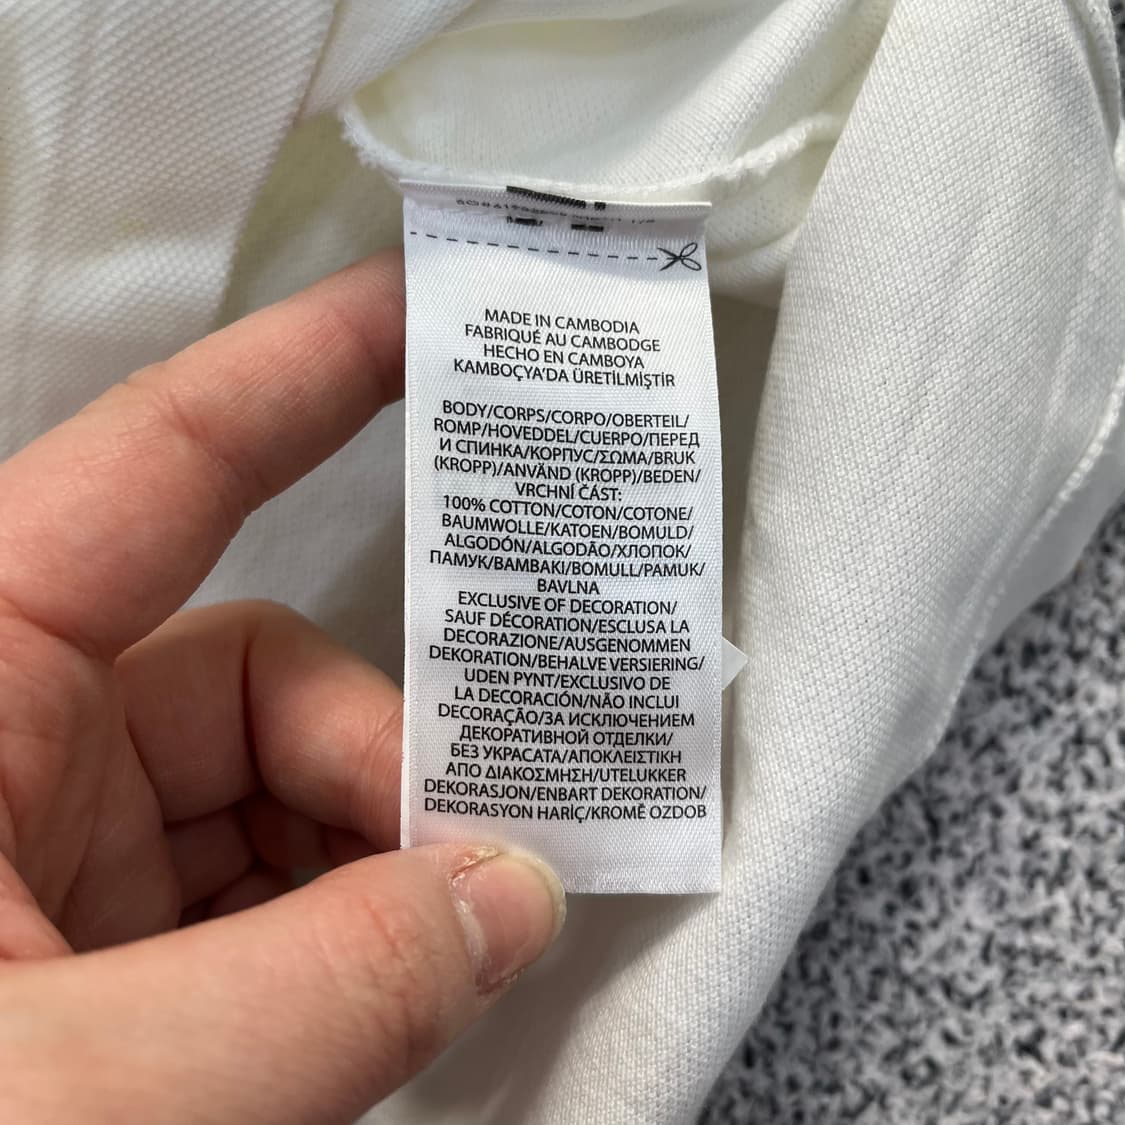 MADE IN CAMBODIA
FABRIQUÉ AU CAMBODGE
HECHO EN CAMBOYA
KAMBOÇYA'DA ÜRETİLMİŞTİR
BODY/CORPS/CORPO/OBERTEIL/
ROMP/HOVEDDEL/CUERPO/ПЕРЕД
И СПИНКА/КОРПУС/ΣΩΜΑ/BRUK
(KROPP)/ANVÄND (KROPP)/BEDEN/
VRCHNÍ ČÁST:
100% COTTON/COTON/COTONE/
BAUMWOLLE/KATOEN/BOMULD/
ALGODÓN/ALGODÃO/ХЛОПОК/
ПАМУК/ΒΑΜΒΑΚΙ/BOMULL/PAMUK/
BAVLNA
EXCLUSIVE OF DECORATION/
SAUF DÉCORATION/ESCLUSA LA
DECORAZIONE/AUSGENOMMEN
DEKORATION/BEHALVE VERSIERING/
UDEN PYNT/EXCLUSIVO DE
LA DECORACIÓN/NÃO INCLUI
DECORAÇÃO/ЗА ИСКЛЮЧЕНИЕМ
ДЕКОРАТИВНОЙ ОТДЕЛКИ/
БЕЗ УКРАСАТА/ΑΠΟΚΛΕΙΣΤΙΚΗ
ΑΠΟ ΔΙΑΚΟΣΜΗΣΗ/UTELUKKER
DEKORASJON/ENBART DEKORATION/
DEKORASYON HARİÇ/KROMĚ OZDOB